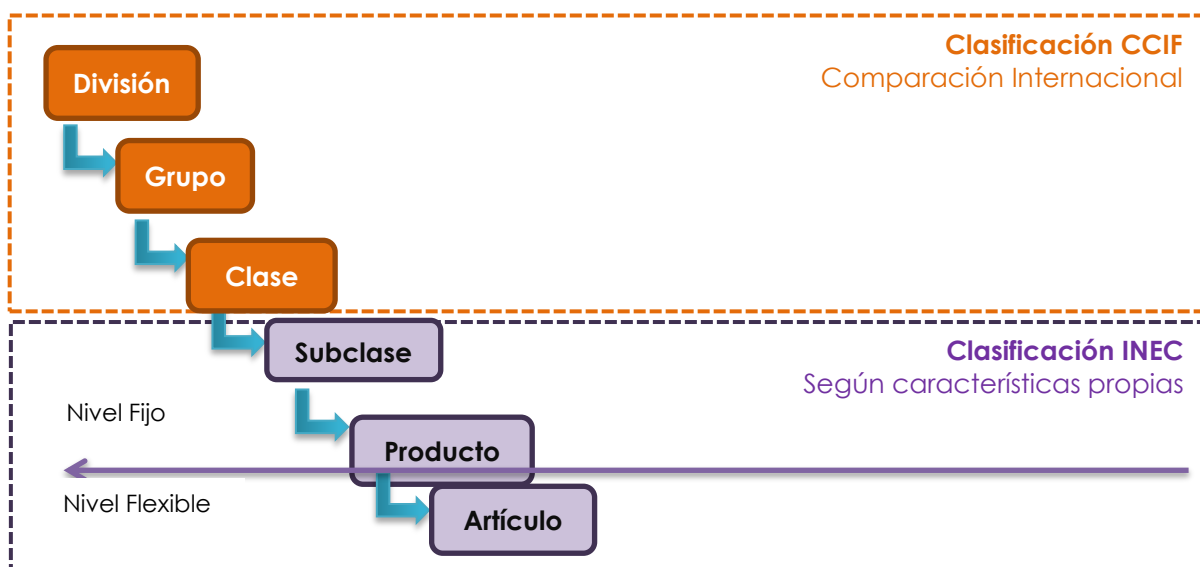 Clasificación CCIF
Comparación Internacional
División
Grupo
Clase
Clasificación INEC
Según características propias
Subclase
Nivel Fijo
Producto
Nivel Flexible
Artículo